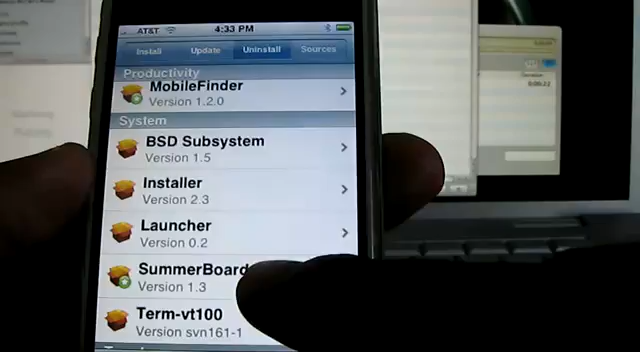 AT&T 4:33 PM
Install Update Uninstall Sources
Productivity
MobileFinder
Version 1.2.0
System
BSD Subsystem
Version 1.5
Installer
Version 2.3
Launcher
Version 0.2
SummerBoard
Version 1.3
Term-vt100
Version svn161-1